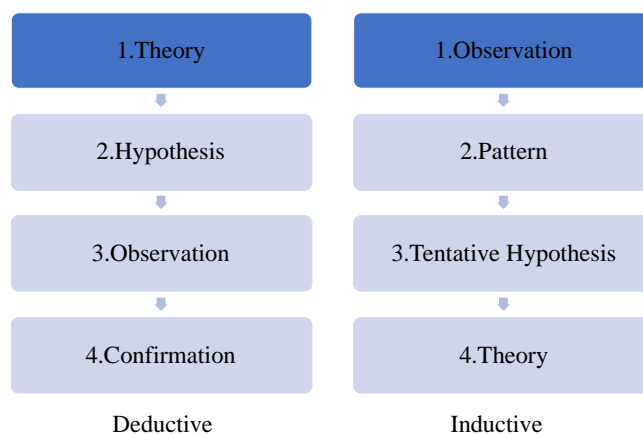 1.Theory
2.Hypothesis
3.Observation
4.Confirmation
Deductive
1.Observation
2.Pattern
3.Tentative Hypothesis
4.Theory
Inductive